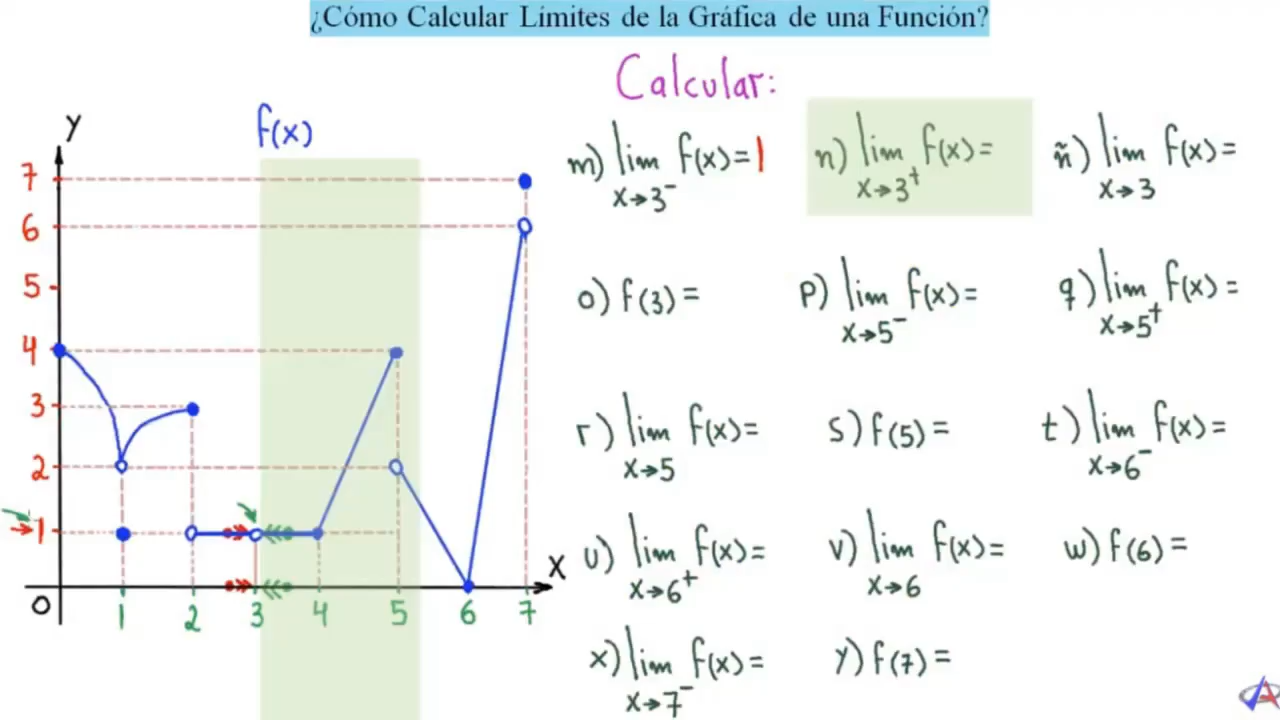 ¿Cómo Calcular Límites de la Gráfica de una Función?
Calcular:
y
f(x)
7
6
5
4
3
2
1
0
1 2 3 4 5 6 7
X
m) lim f(x)=1
x→3⁻
n) lim f(x)=
x→3⁺
ñ) lim f(x)=
x→3
o) f(3)=
p) lim f(x)=
x→5⁻
q) lim f(x)=
x→5⁺
r) lim f(x)=
x→5
s) f(5)=
t) lim f(x)=
x→6⁻
u) lim f(x)=
x→6⁺
v) lim f(x)=
x→6
w) f(6)=
x) lim f(x)=
x→7⁻
y) f(7)=